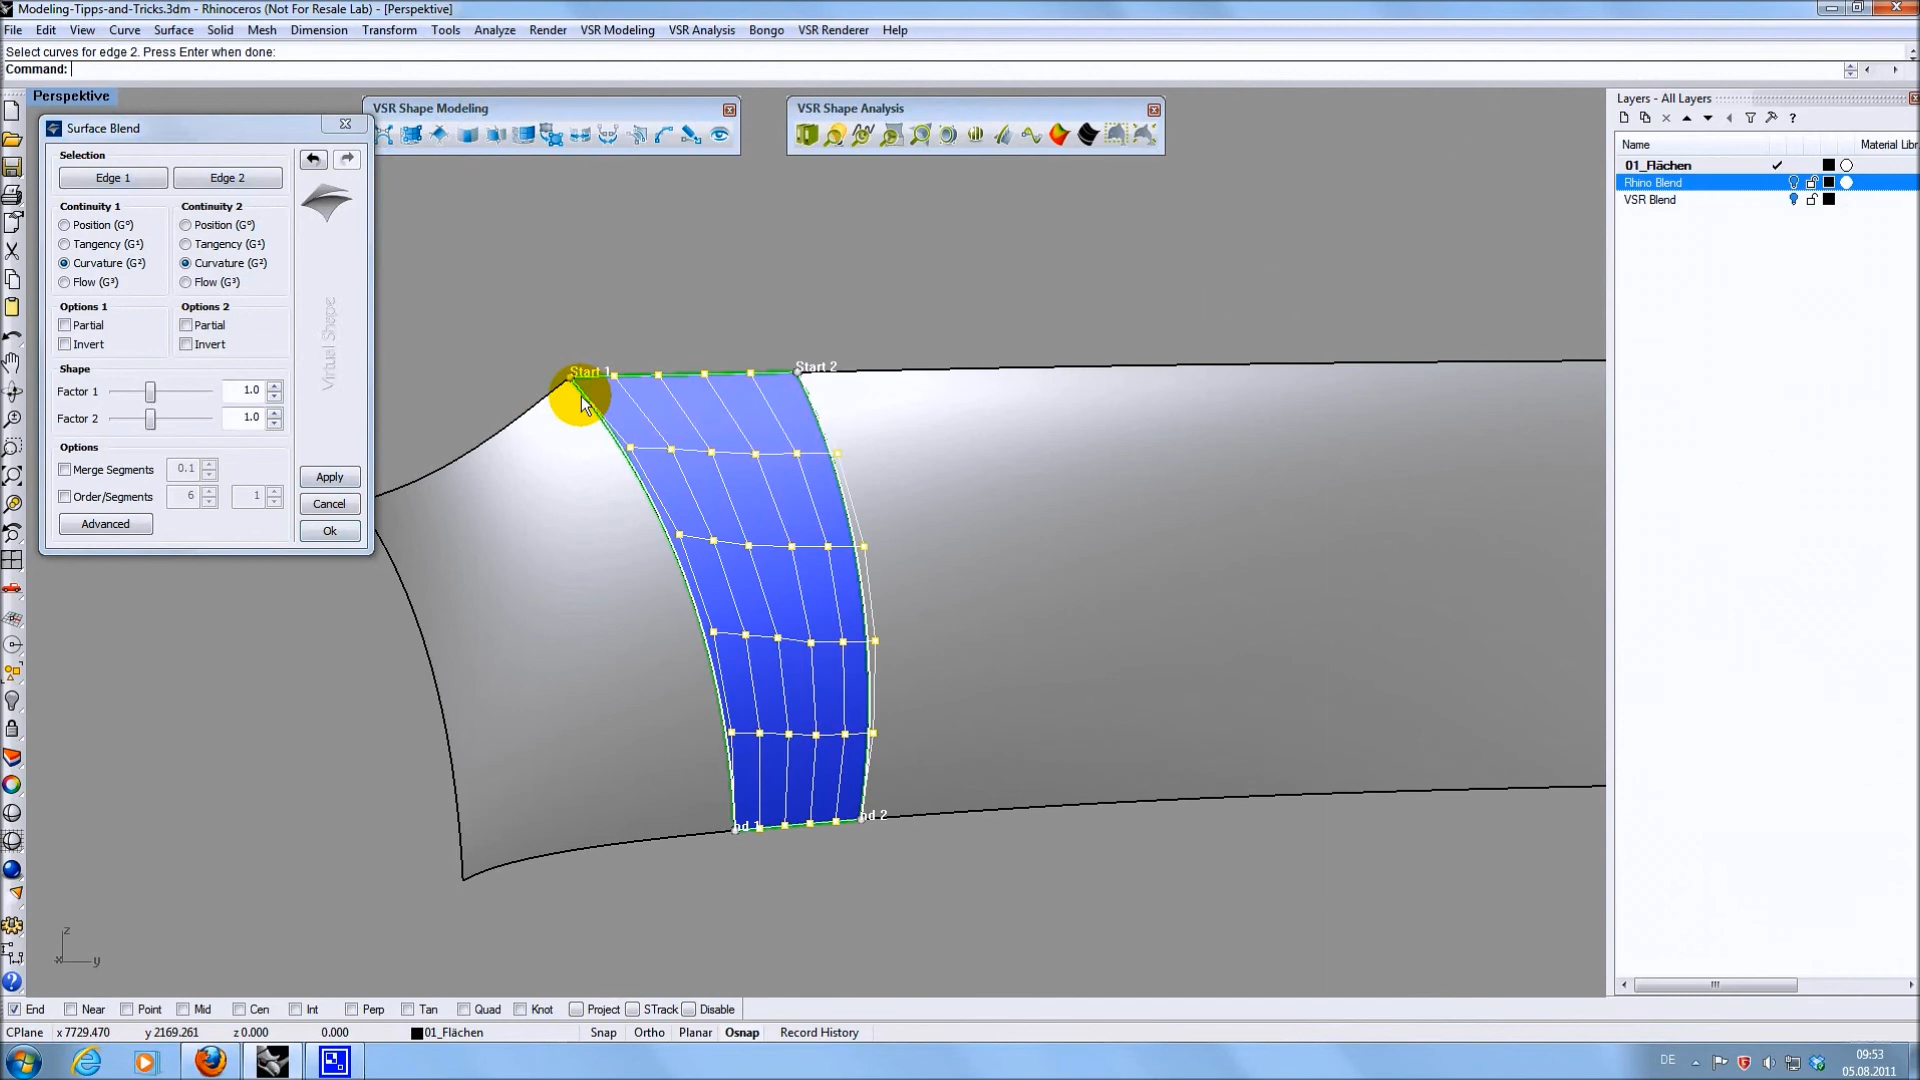 Modeling-Tipps-and-Tricks.3dm - Rhinoceros (Not For Resale Lab) - [Perspektive]
File Edit View Curve Surface Solid Mesh Dimension Transform Tools Analyze Render VSR Modeling VSR Analysis Bongo VSR Renderer Help
Select curves for edge 2. Press Enter when done:
Command:
Perspektive
VSR Shape Modeling
VSR Shape Analysis
Layers - All Layers
Name Material Libr
01_Flächen
Rhino Blend
VSR Blend
Surface Blend
Selection
Edge 1 Edge 2
Continuity 1 Continuity 2
Position (G⁰) Position (G⁰)
Tangency (G¹) Tangency (G¹)
Curvature (G²) Curvature (G²)
Flow (G³) Flow (G³)
Options 1 Options 2
Partial Partial
Invert Invert
Shape
Factor 1 1.0
Factor 2 1.0
Options
Merge Segments 0.1
Order/Segments 6 1
Advanced
Apply
Cancel
Ok
Virtual Shape
Start 1
Start 2
nd 1
nd 2
z
x y
End Near Point Mid Cen Int Perp Tan Quad Knot Project STrack Disable
CPlane x 7729.470 y 2169.261 z 0.000 0.000 01_Flächen Snap Ortho Planar Osnap Record History
DE
09:53
05.08.2011